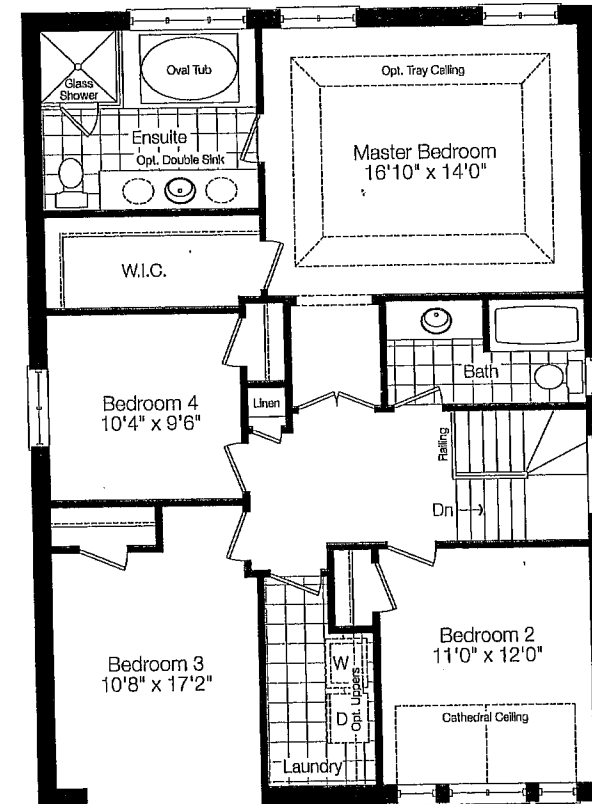 Glass
Shower
Oval Tub
Ensuite
Opt. Double Sink
Opt. Tray Ceiling
Master Bedroom
16'10" x 14'0"
W.I.C.
Bedroom 4
10'4" x 9'6"
Linen
Bath
Railing
Dn
Bedroom 3
10'8" x 17'2"
W
D
Opt. Uppers
Laundry
Bedroom 2
11'0" x 12'0"
Cathedral Ceiling